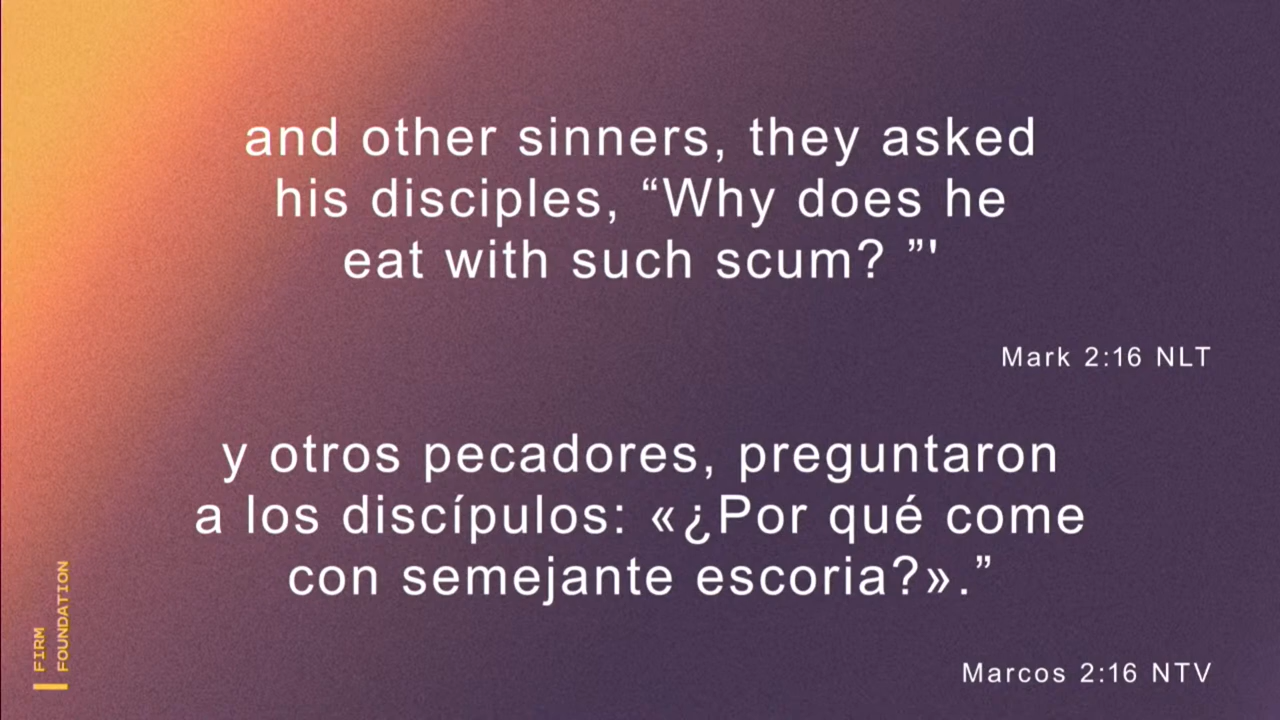 and other sinners, they asked
his disciples, “Why does he
eat with such scum? ”'
Mark 2:16 NLT
y otros pecadores, preguntaron
a los discípulos: «¿Por qué come
con semejante escoria?».”
Marcos 2:16 NTV
FIRM
FOUNDATION